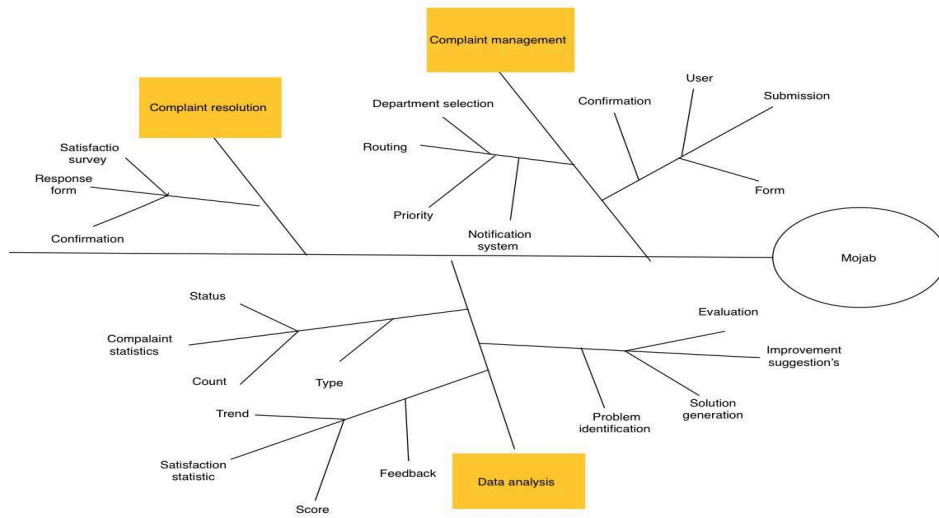 Complaint management
Complaint resolution
User
Confirmation
Submission
Department selection
Routing
Form
Priority
Notification
system
Satisfactio
survey
Response
form
Confirmation
Mojab
Status
Compalaint
statistics
Count
Type
Evaluation
Improvement
suggestion's
Solution
generation
Problem
identification
Trend
Satisfaction
statistic
Score
Feedback
Data analysis